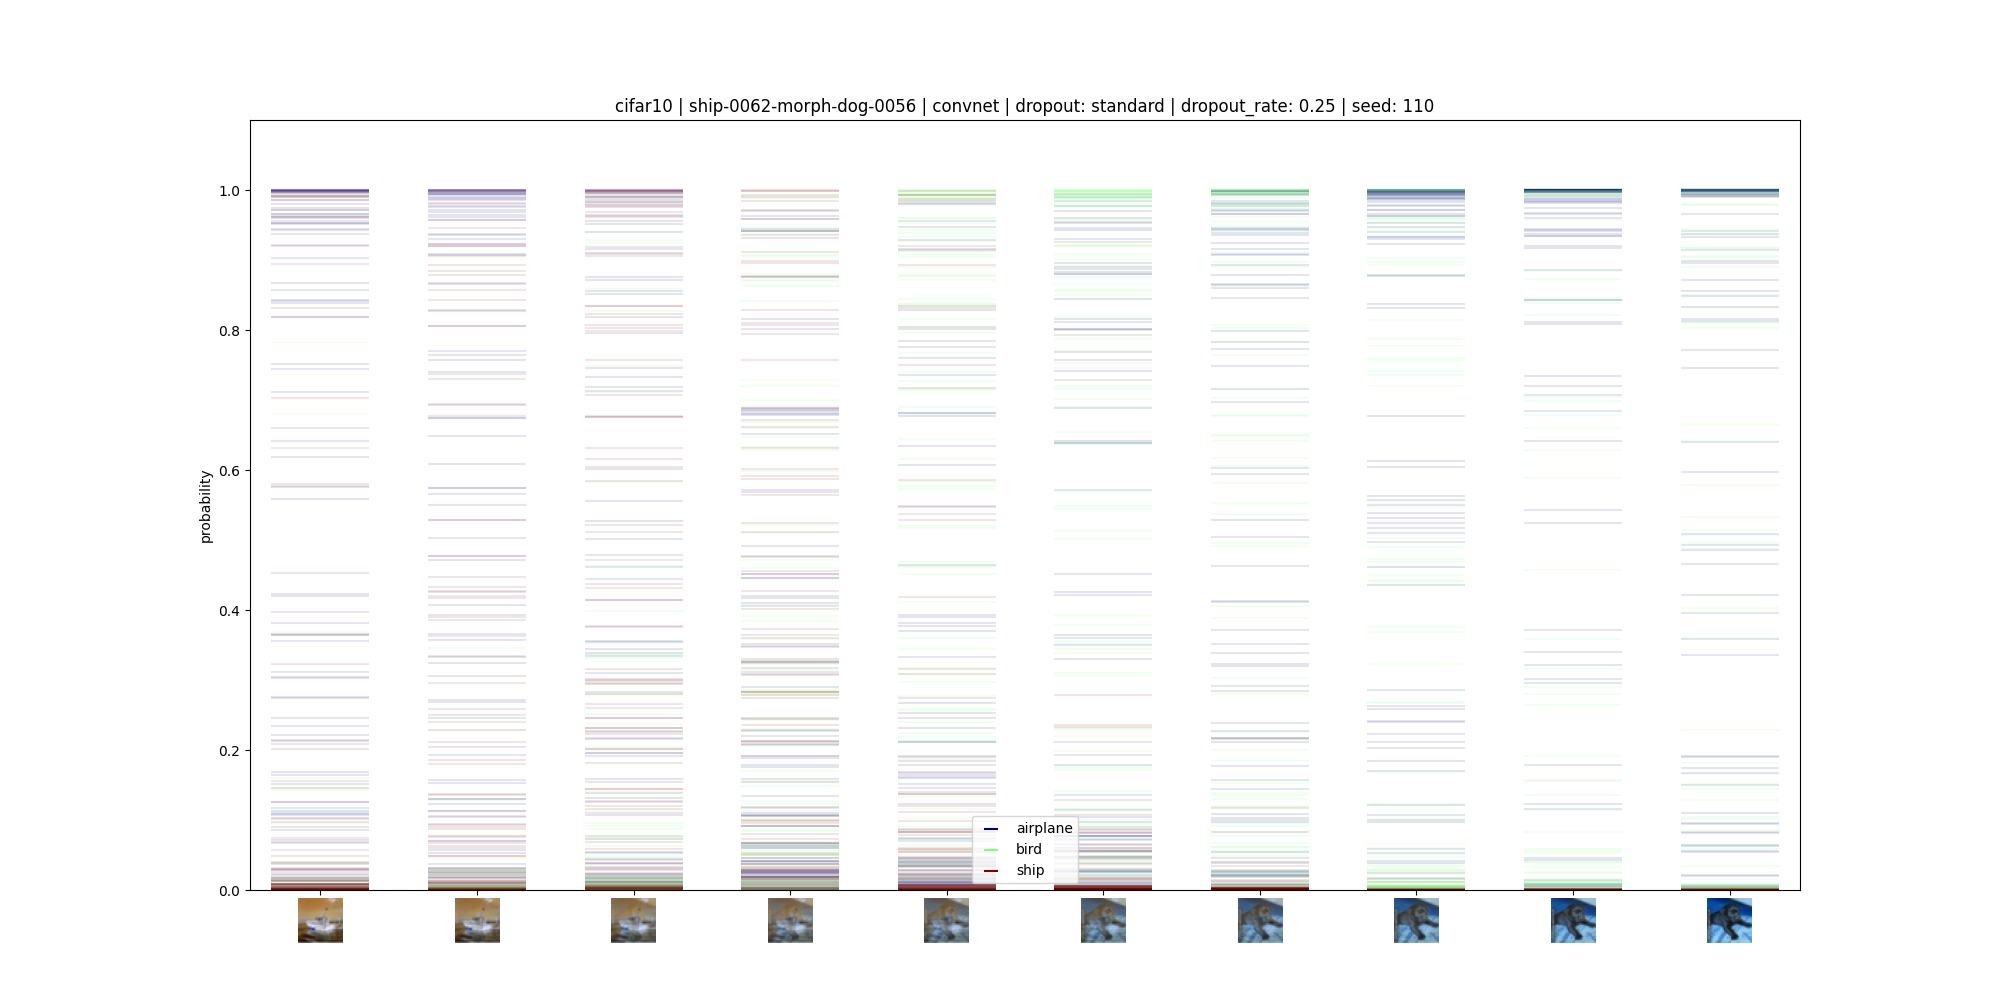 cifar10 | ship-0062-morph-dog-0056 | convnet | dropout: standard | dropout_rate: 0.25 | seed: 110
probability
1.0
0.8
0.6
0.4
0.2
0.0
airplane
bird
ship